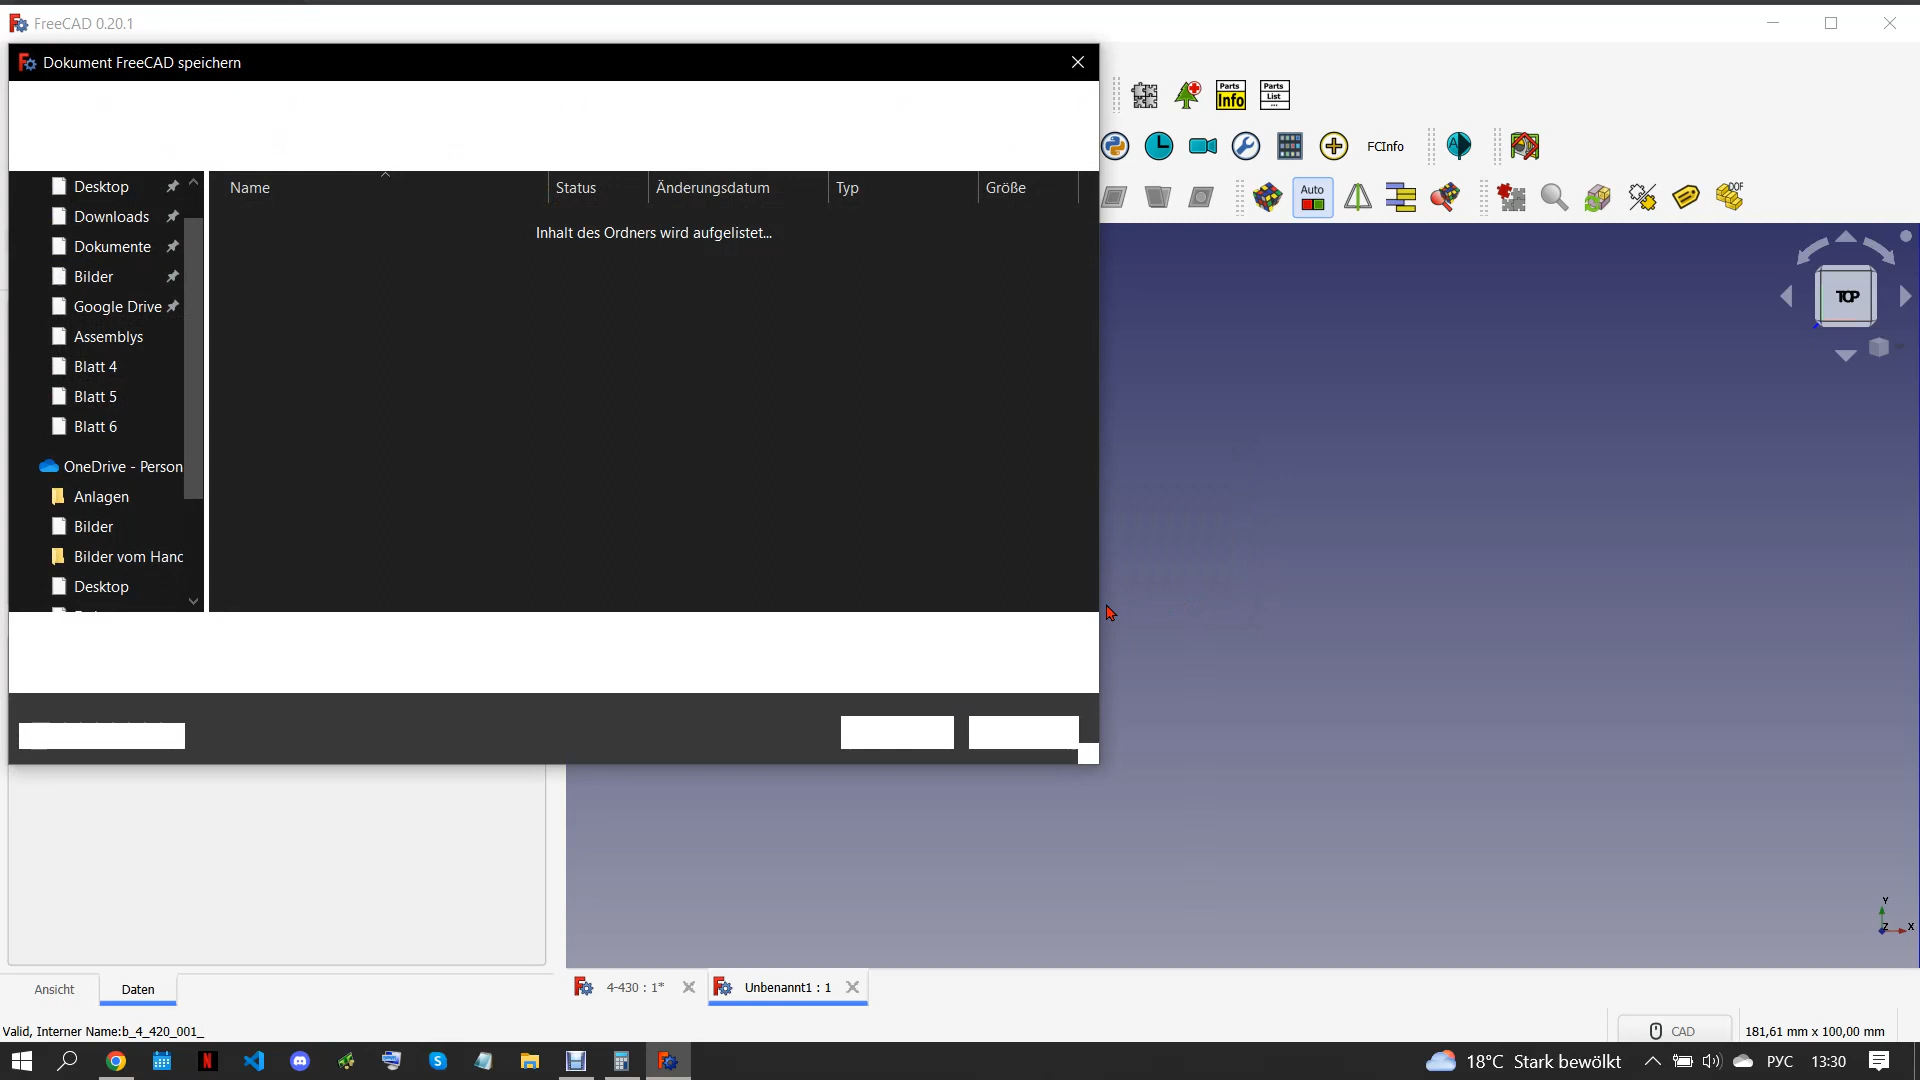 FreeCAD 0.20.1
Dokument FreeCAD speichern
Parts
Info
Parts
List
...
FCInfo
Auto
DOF
Name
Status
Änderungsdatum
Typ
Größe
Inhalt des Ordners wird aufgelistet...
Desktop
Downloads
Dokumente
Bilder
Google Drive
Assemblys
Blatt 4
Blatt 5
Blatt 6
OneDrive - Person
Anlagen
Bilder
Bilder vom Hand
Desktop
TOP
Y
Z
X
Ansicht
Daten
4-430 : 1*
Unbenannt1 : 1
Valid, Interner Name:b_4_420_001_
CAD
181,61 mm x 100,00 mm
18°C Stark bewölkt
РУС
13:30